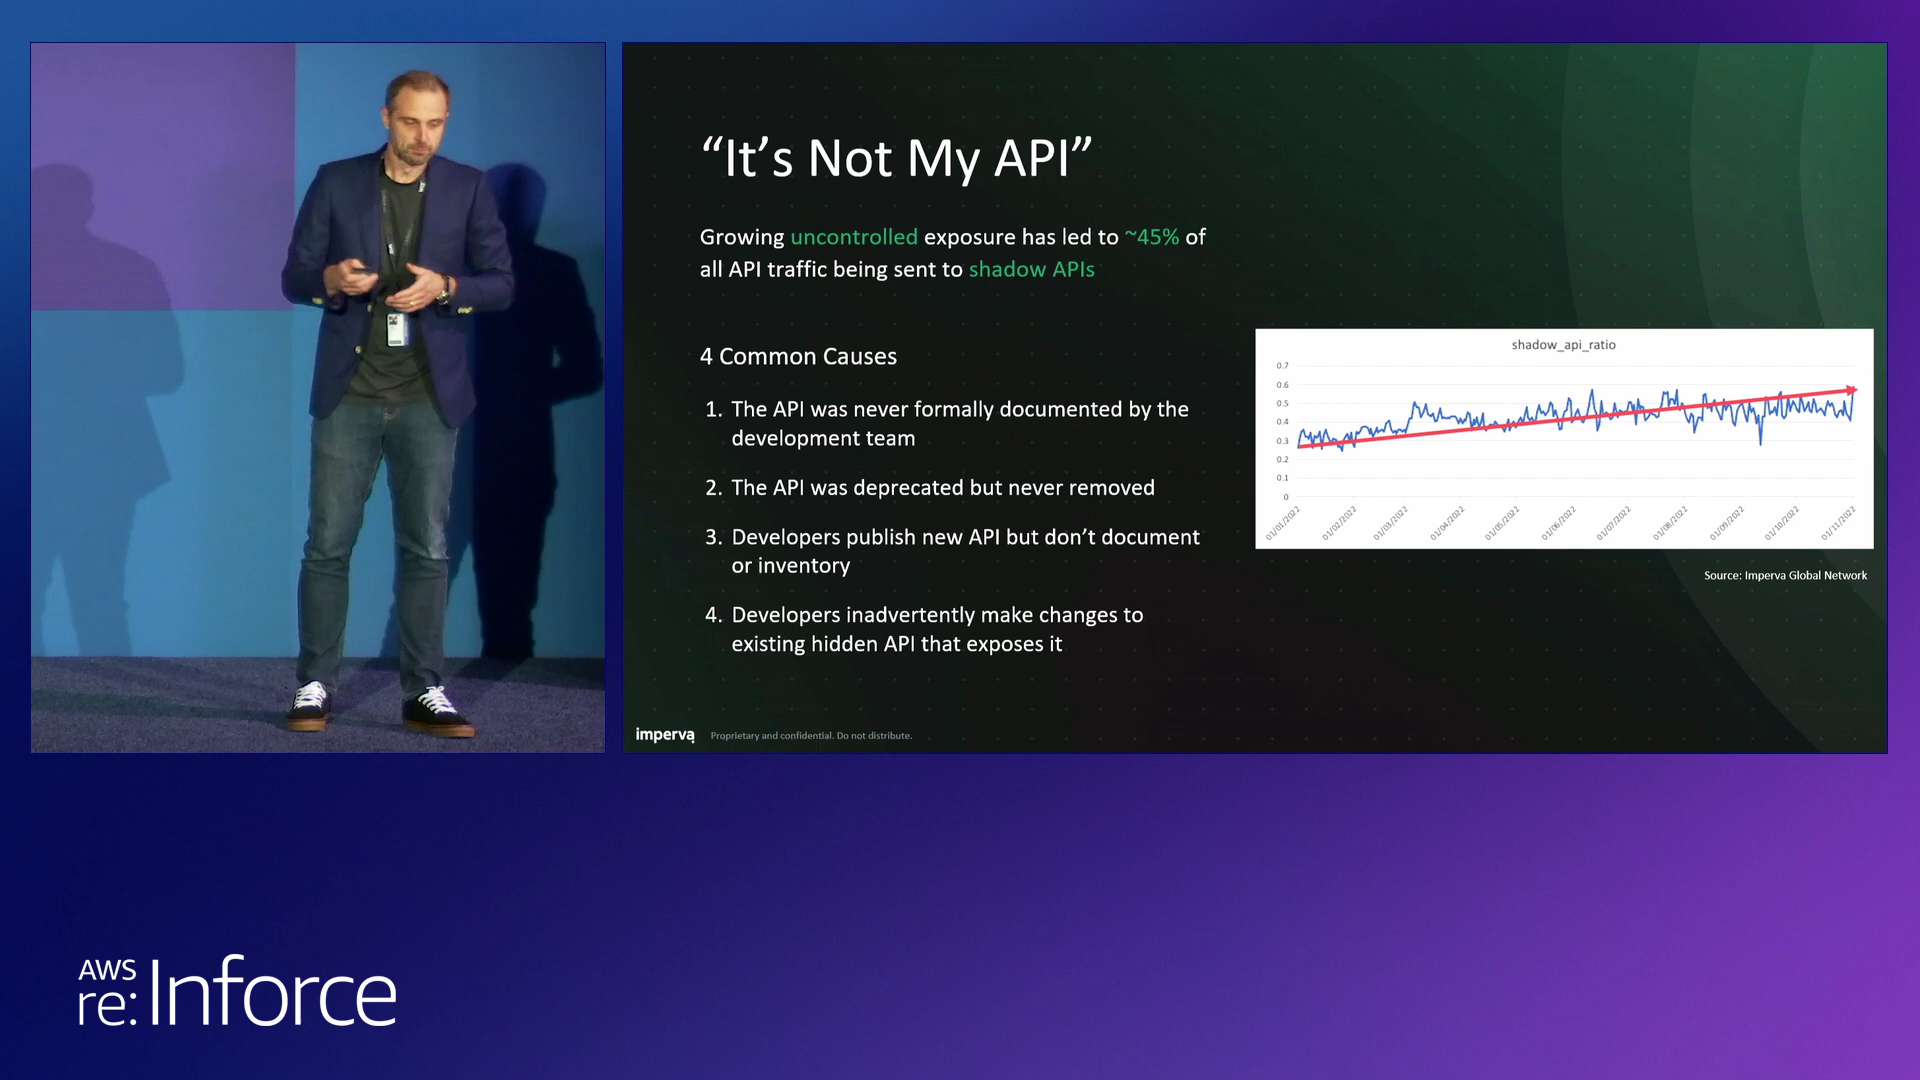 “It’s Not My API”
Growing uncontrolled exposure has led to ~45% of
all API traffic being sent to shadow APIs
4 Common Causes
1. The API was never formally documented by the
development team
2. The API was deprecated but never removed
3. Developers publish new API but don’t document
or inventory
4. Developers inadvertently make changes to
existing hidden API that exposes it
shadow_api_ratio
0.7
0.6
0.5
0.4
0.3
0.2
0.1
0
01/01/2022
01/02/2022
01/03/2022
01/04/2022
01/05/2022
01/06/2022
01/07/2022
01/08/2022
01/09/2022
01/10/2022
01/11/2022
Source: Imperva Global Network
imperva
Proprietary and confidential. Do not distribute.
AWS
re:Inforce